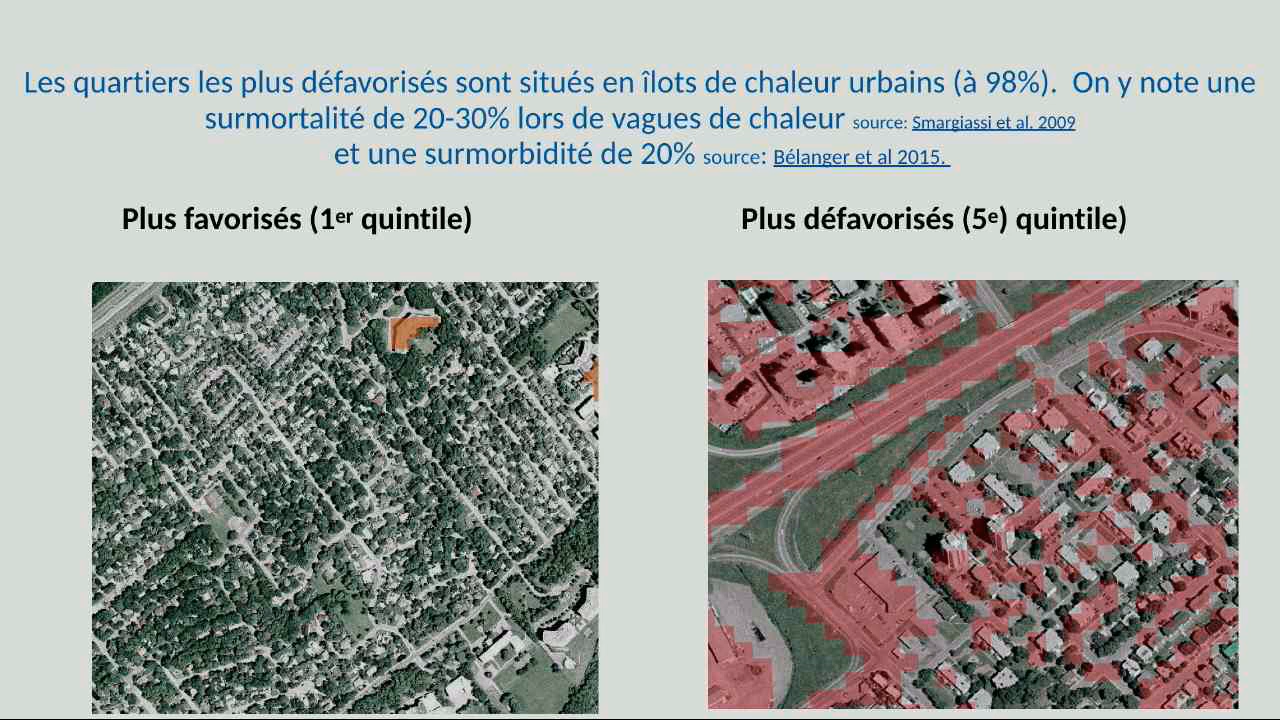 Les quartiers les plus défavorisés sont situés en îlots de chaleur urbains (à 98%).  On y note une
surmortalité de 20-30% lors de vagues de chaleur source: Smargiassi et al. 2009
et une surmorbidité de 20% source: Bélanger et al 2015.
Plus favorisés (1er quintile)
Plus défavorisés (5e) quintile)